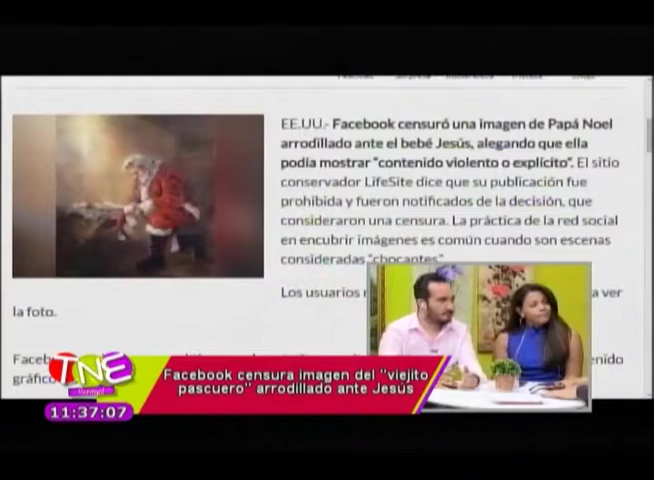 EE.UU.- Facebook censuró una imagen de Papá Noel
arrodillado ante el bebé Jesús, alegando que ella
podía mostrar "contenido violento o explícito". El sitio
conservador LifeSite dice que su publicación fue
prohibida y fueron notificados de la decisión, que
consideraron una censura. La práctica de la red social
en encubrir imágenes es común cuando son escenas
consideradas "chocantes".
Los usuarios
a ver
la foto.
nido
gráfico
TNE
Facebook censura imagen del "viejito
pascuero" arrodillado ante Jesús
11:37:07